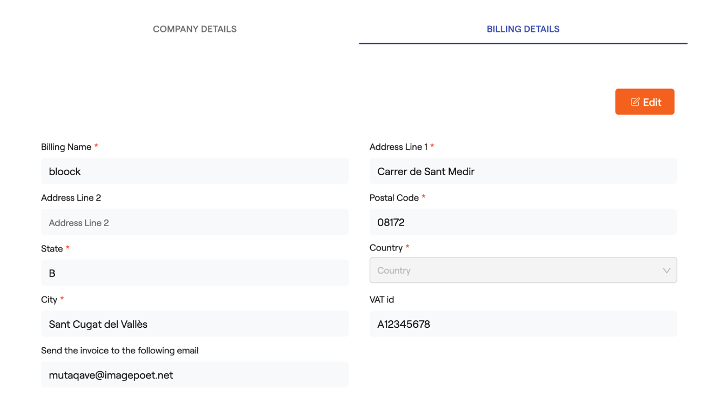 COMPANY DETAILS
BILLING DETAILS
Edit
Billing Name *
Address Line 1 *
bloock
Carrer de Sant Medir
Address Line 2
Postal Code *
Address Line 2
08172
State *
Country *
B
Country
City *
VAT id
Sant Cugat del Vallès
A12345678
Send the invoice to the following email
mutaqave@imagepoet.net